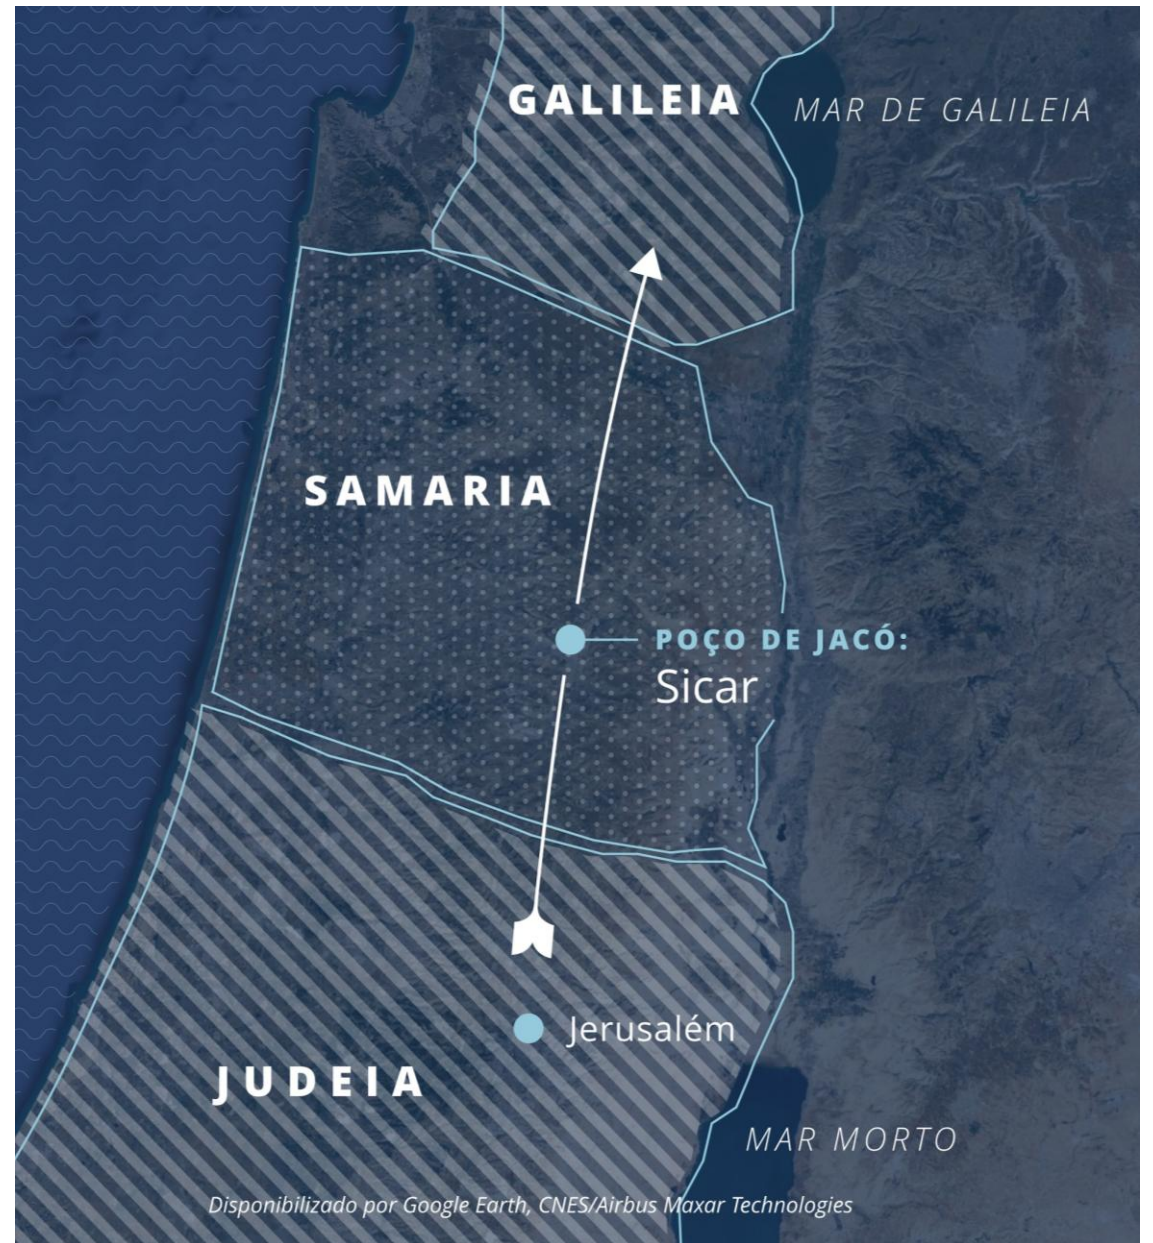 GALILEIA
MAR DE GALILEIA
SAMARIA
POÇO DE JACÓ:
Sicar
Jerusalém
JUDEIA
MAR MORTO
Disponibilizado por Google Earth, CNES/Airbus Maxar Technologies